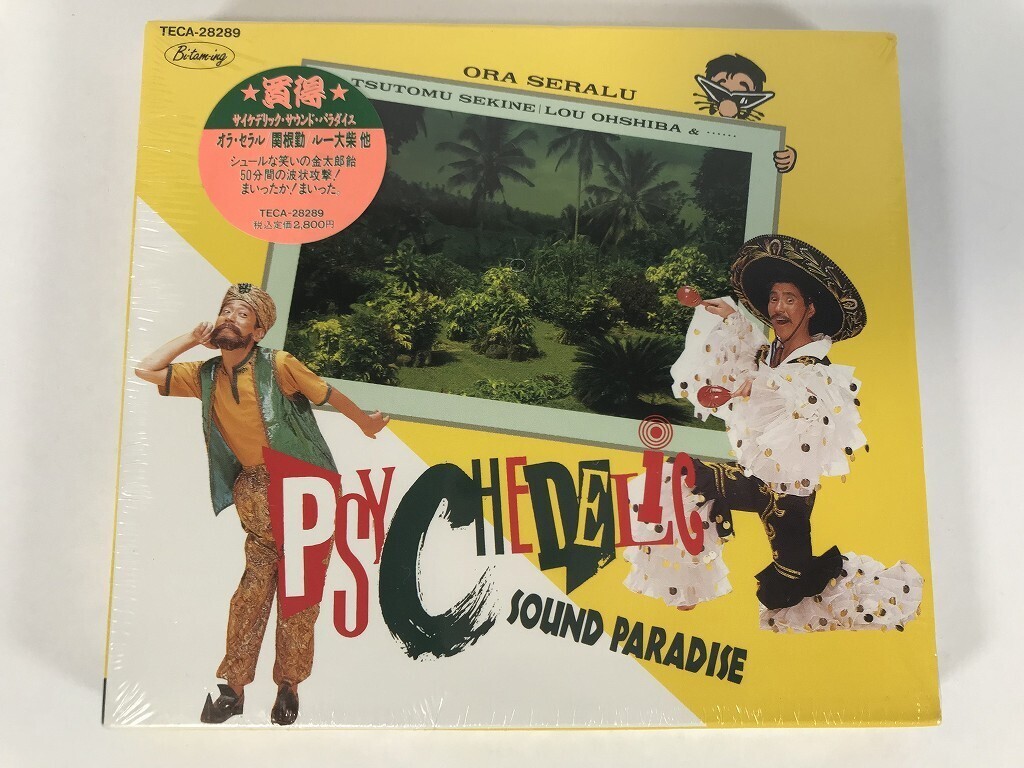 TECA-28289
Bi-tam-ing
★買得★
サイケデリック・サウンド・パラダイス
オラ・セラル 関根勤 ルー大柴 他
シュールな笑いの金太郎飴
50分間の波状攻撃!
まいったか!まいった。
TECA-28289
税込定価2,800円
ORA SERALU
TSUTOMU SEKINE | LOU OHSHIBA & ......
PSYCHEDELIC
SOUND PARADISE